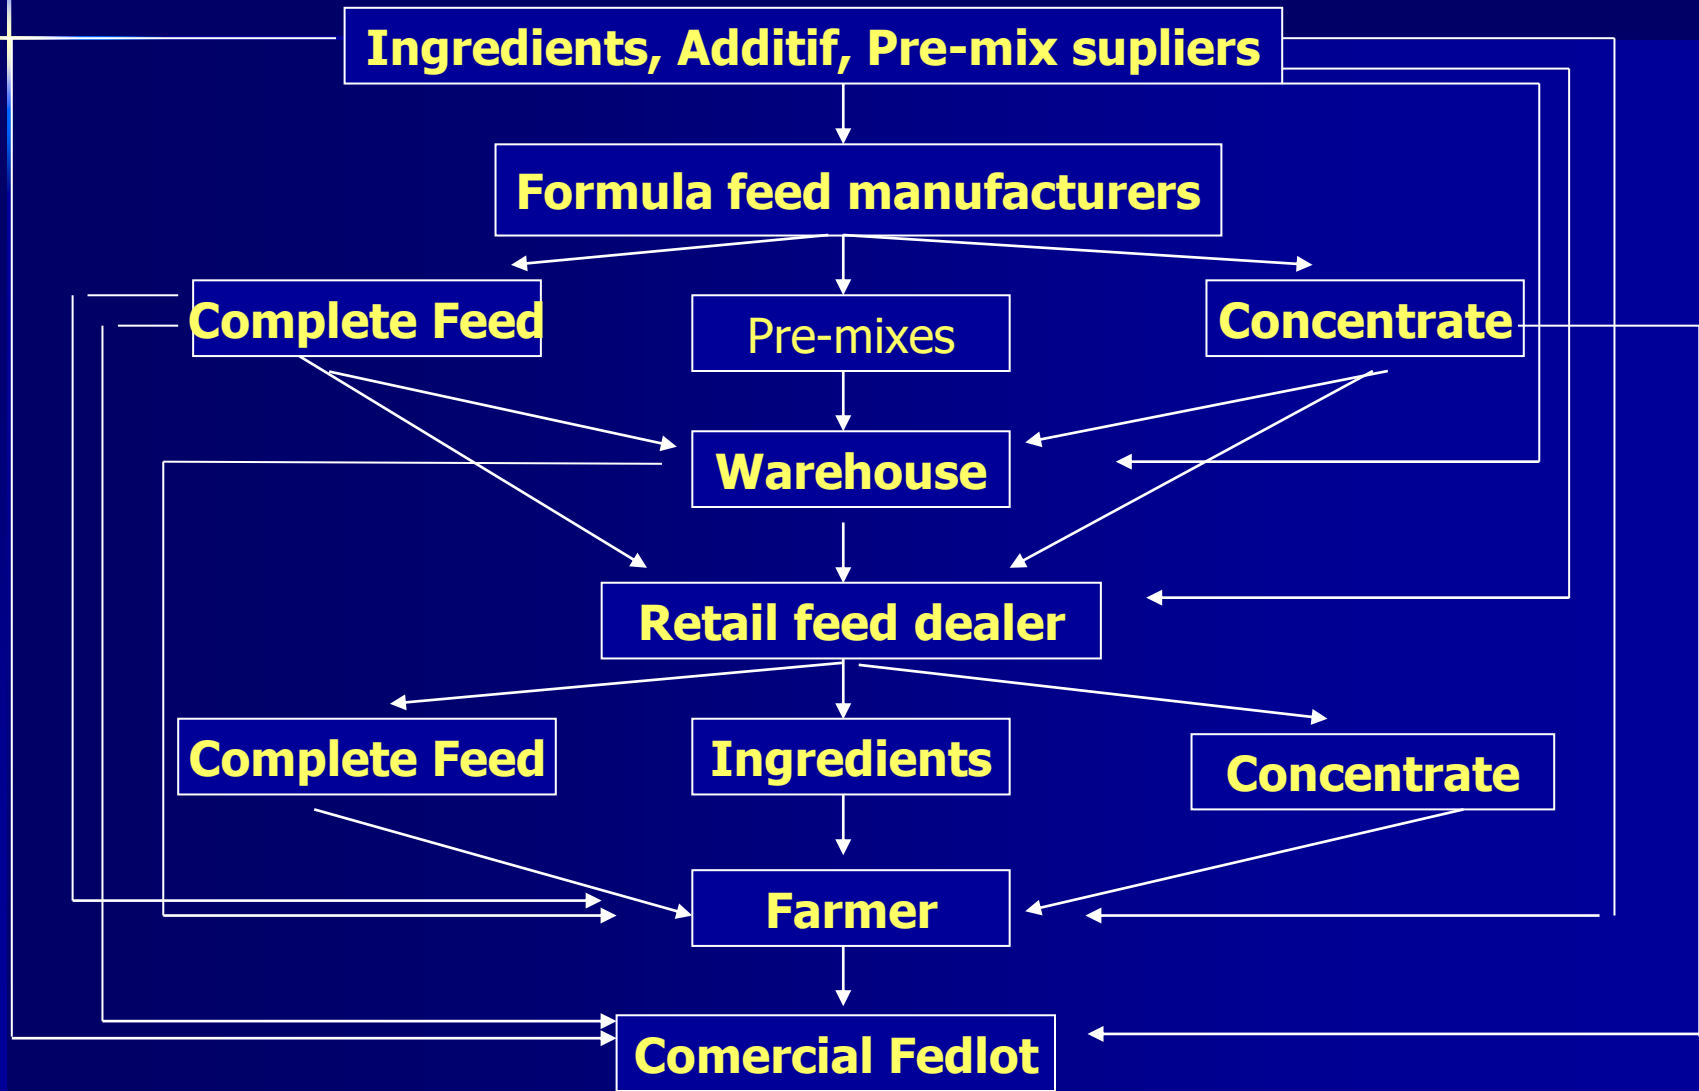 Ingredients, Additif, Pre-mix supliers
Formula feed manufacturers
Complete Feed
Pre-mixes
Concentrate
Warehouse
Retail feed dealer
Complete Feed
Ingredients
Concentrate
Farmer
Comercial Fedlot